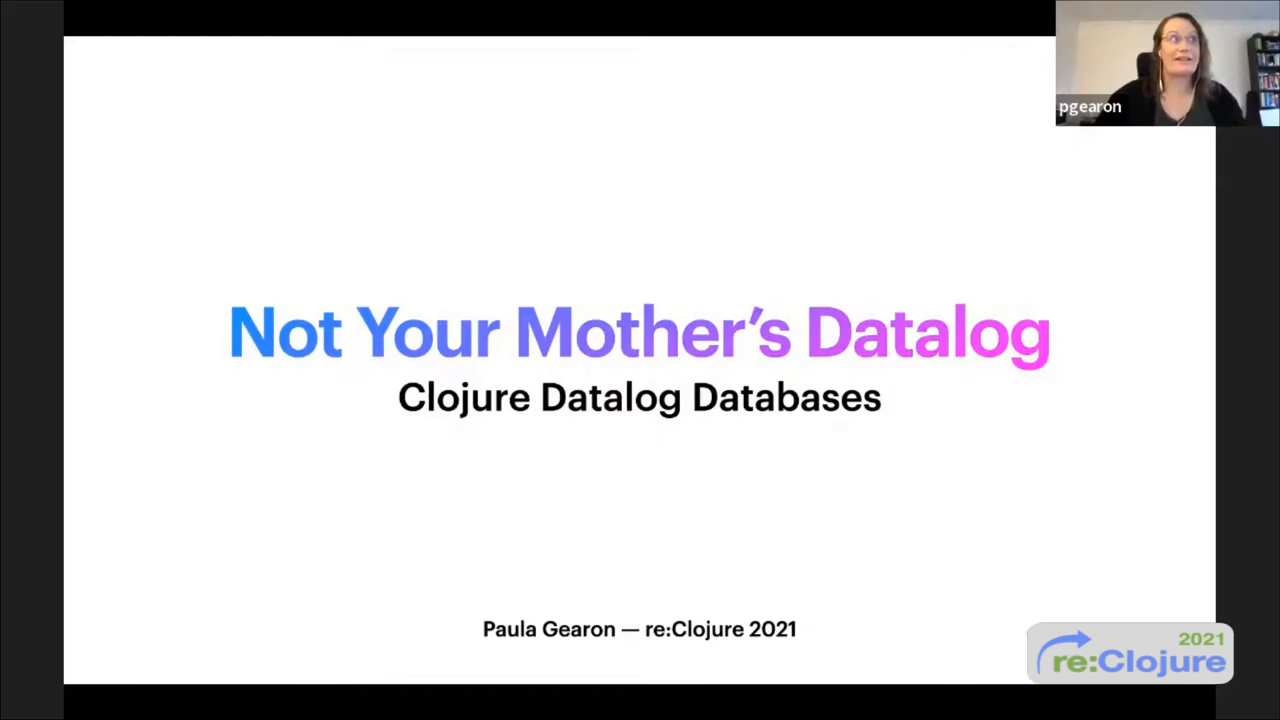 pgearon
Not Your Mother’s Datalog
Clojure Datalog Databases
Paula Gearon — re:Clojure 2021
2021
re:Clojure